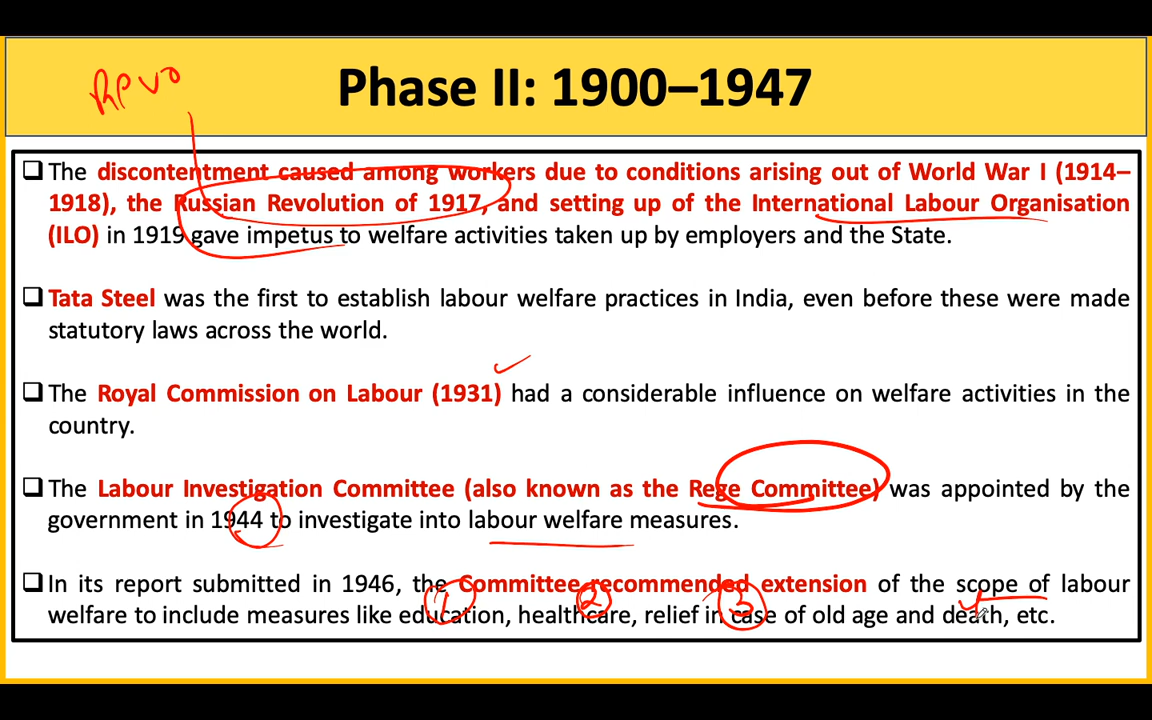 Revo
Phase II: 1900–1947
❑ The discontentment caused among workers due to conditions arising out of World War I (1914–
1918), the Russian Revolution of 1917, and setting up of the International Labour Organisation
(ILO) in 1919 gave impetus to welfare activities taken up by employers and the State.
❑ Tata Steel was the first to establish labour welfare practices in India, even before these were made
statutory laws across the world.
❑ The Royal Commission on Labour (1931) had a considerable influence on welfare activities in the
country.
❑ The Labour Investigation Committee (also known as the Rege Committee) was appointed by the
government in 1944 to investigate into labour welfare measures.
❑ In its report submitted in 1946, the Committee recommended extension of the scope of labour
1 2 3
welfare to include measures like education, healthcare, relief in case of old age and death, etc.